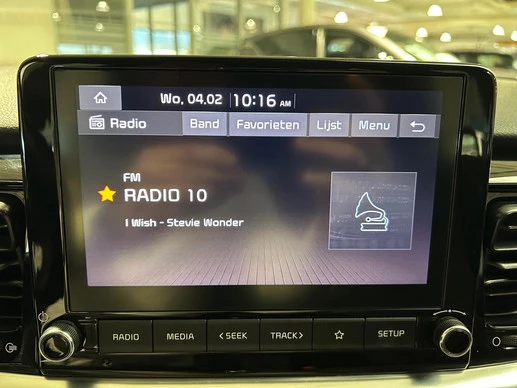 Wo, 04.02 10:16 AM
Radio Band Favorieten Lijst Menu
FM
RADIO 10
I Wish - Stevie Wonder
RADIO MEDIA < SEEK TRACK > SETUP